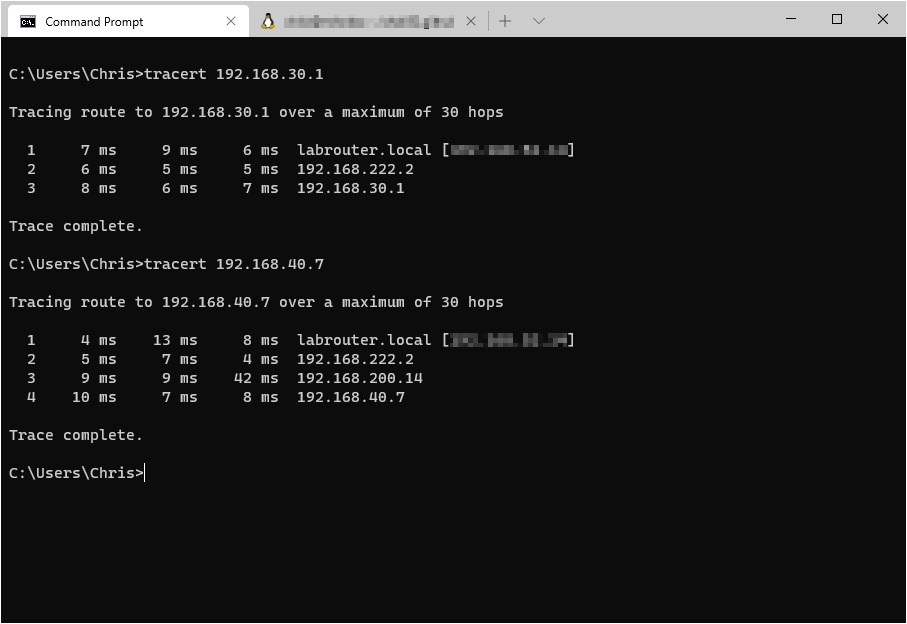 Command Prompt
C:\Users\Chris>tracert 192.168.30.1
Tracing route to 192.168.30.1 over a maximum of 30 hops
1 7 ms 9 ms 6 ms labrouter.local [ ]
2 6 ms 5 ms 5 ms 192.168.222.2
3 8 ms 6 ms 7 ms 192.168.30.1
Trace complete.
C:\Users\Chris>tracert 192.168.40.7
Tracing route to 192.168.40.7 over a maximum of 30 hops
1 4 ms 13 ms 8 ms labrouter.local [ ]
2 5 ms 7 ms 4 ms 192.168.222.2
3 9 ms 9 ms 42 ms 192.168.200.14
4 10 ms 7 ms 8 ms 192.168.40.7
Trace complete.
C:\Users\Chris>